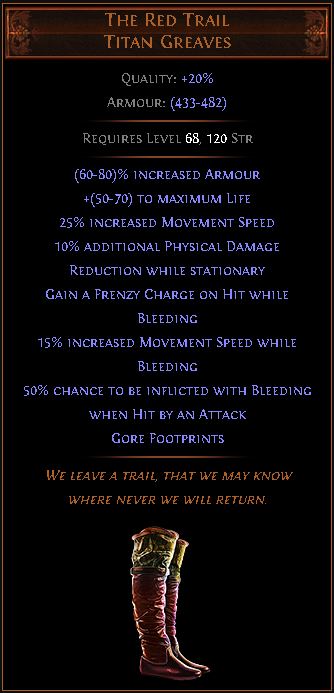 The Red Trail
Titan Greaves
Quality: +20%
Armour: (433-482)
Requires Level 68, 120 Str
(60-80)% increased Armour
+(50-70) to maximum Life
25% increased Movement Speed
10% additional Physical Damage
Reduction while stationary
Gain a Frenzy Charge on Hit while
Bleeding
15% increased Movement Speed while
Bleeding
50% chance to be inflicted with Bleeding
when Hit by an Attack
Gore Footprints
We leave a trail, that we may know
where never we will return.